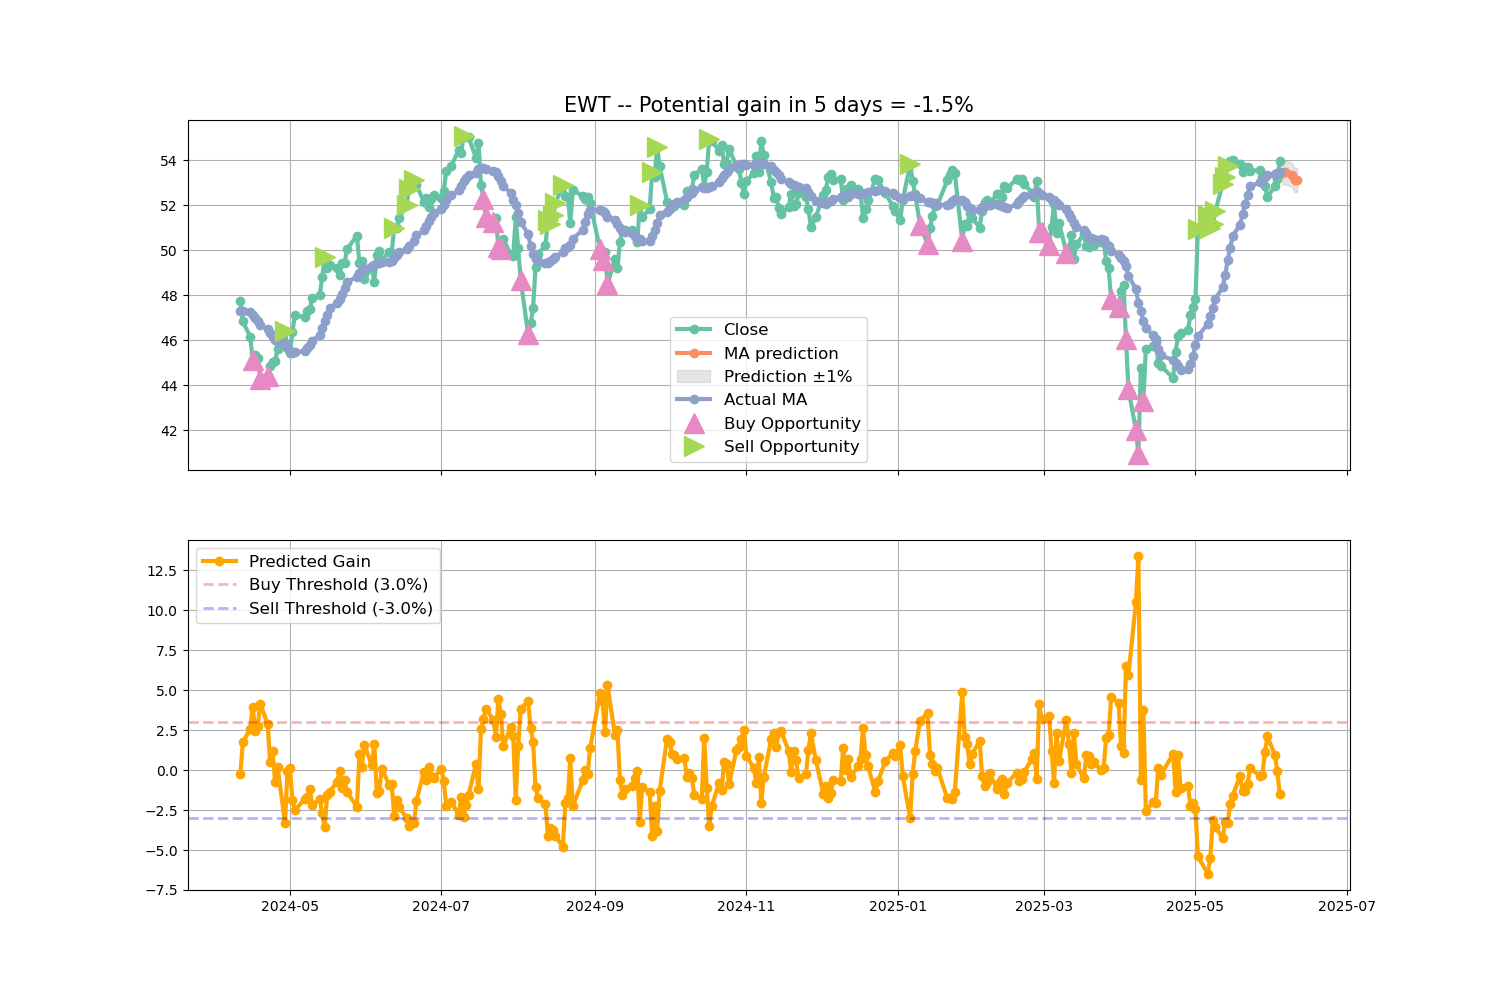 EWT -- Potential gain in 5 days = -1.5%
54
52
50
48
46
44
42
Close
MA prediction
Prediction ±1%
Actual MA
Buy Opportunity
Sell Opportunity
12.5
10.0
7.5
5.0
2.5
0.0
−2.5
−5.0
−7.5
Predicted Gain
Buy Threshold (3.0%)
Sell Threshold (-3.0%)
2024-05 2024-07 2024-09 2024-11 2025-01 2025-03 2025-05 2025-07